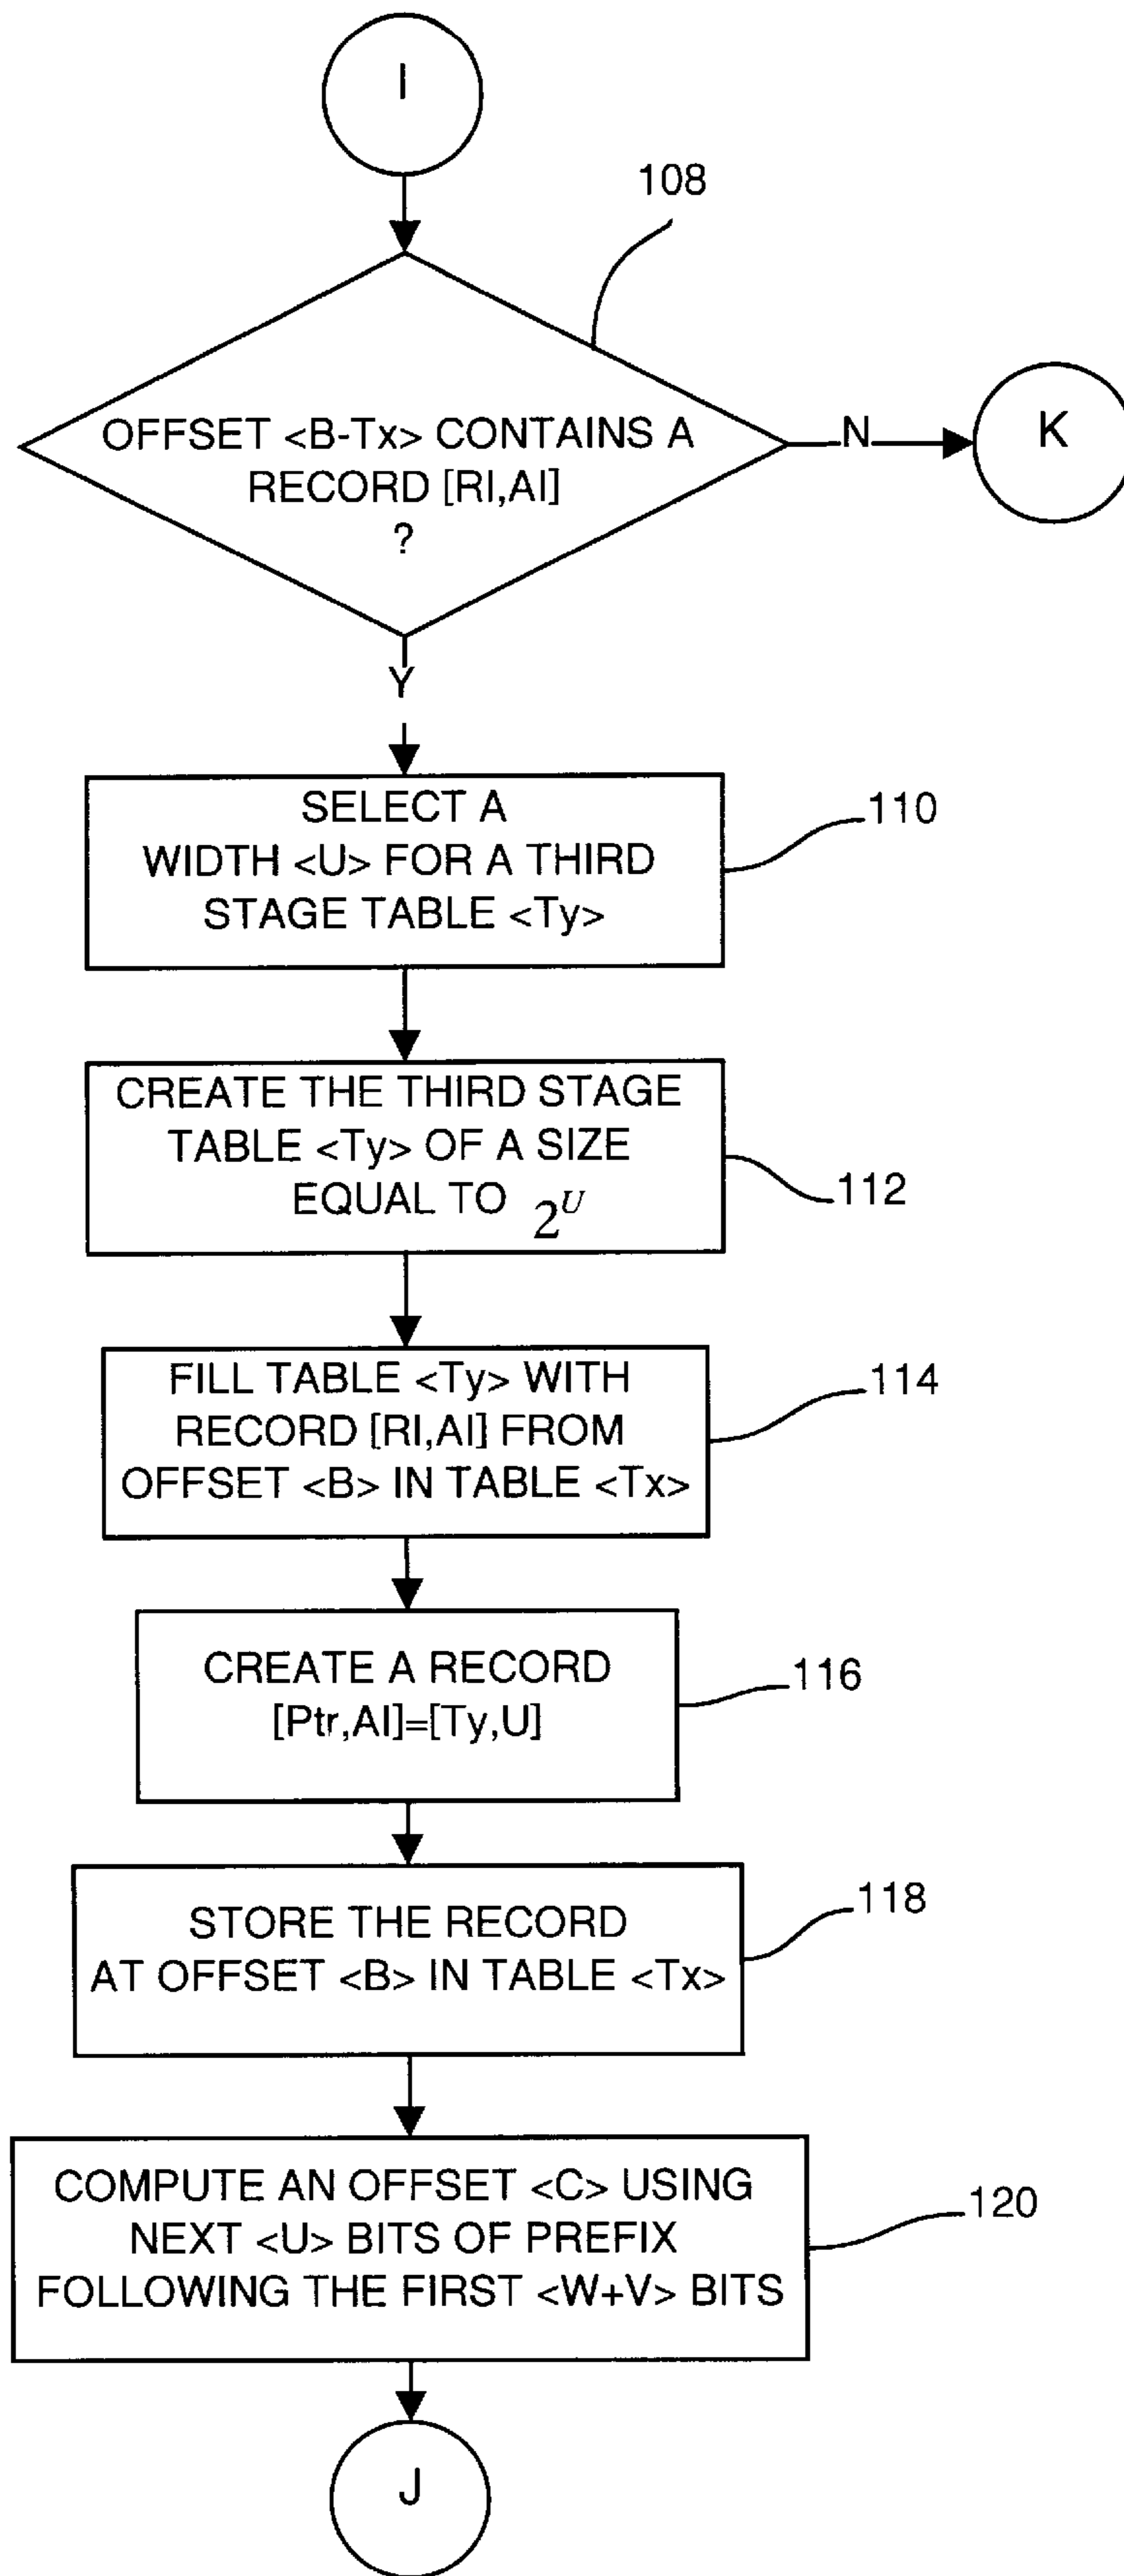 I
108
OFFSET <B-Tx> CONTAINS A
RECORD [RI,AI]
?
N
K
Y
SELECT A
WIDTH <U> FOR A THIRD
STAGE TABLE <Ty>
110
CREATE THE THIRD STAGE
TABLE <Ty> OF A SIZE
EQUAL TO 2^U
112
FILL TABLE <Ty> WITH
RECORD [RI,AI] FROM
OFFSET <B> IN TABLE <Tx>
114
CREATE A RECORD
[Ptr,AI]=[Ty,U]
116
STORE THE RECORD
AT OFFSET <B> IN TABLE <Tx>
118
COMPUTE AN OFFSET <C> USING
NEXT <U> BITS OF PREFIX
FOLLOWING THE FIRST <W+V> BITS
120
J